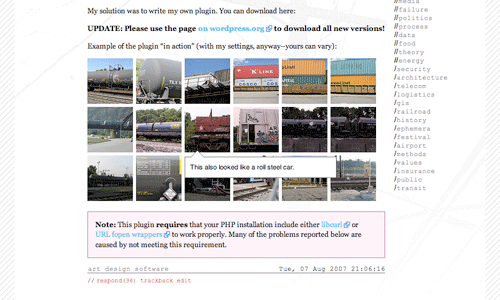 My solution was to write my own plugin. You can download here:
UPDATE: Please use the page on wordpress.org to download all new versions!
Example of the plugin "in action" (with my settings, anyway–yours can vary):
K LINK
This also looked like a roll steel car.
Note: This plugin requires that your PHP installation include either libcurl or
URL fopen wrappers to work properly. Many of the problems reported below are
caused by not meeting this requirement.
art design software
Tue, 07 Aug 2007 21:06:16
// respond(34) trackback edit
#media
#failure
#politics
#process
#data
#food
#theory
#energy
/security
/architecture
/telecom
/logistics
/gis
/railroad
/history
/ephemera
/festival
/airport
/methods
/values
/insurance
/public
/transit